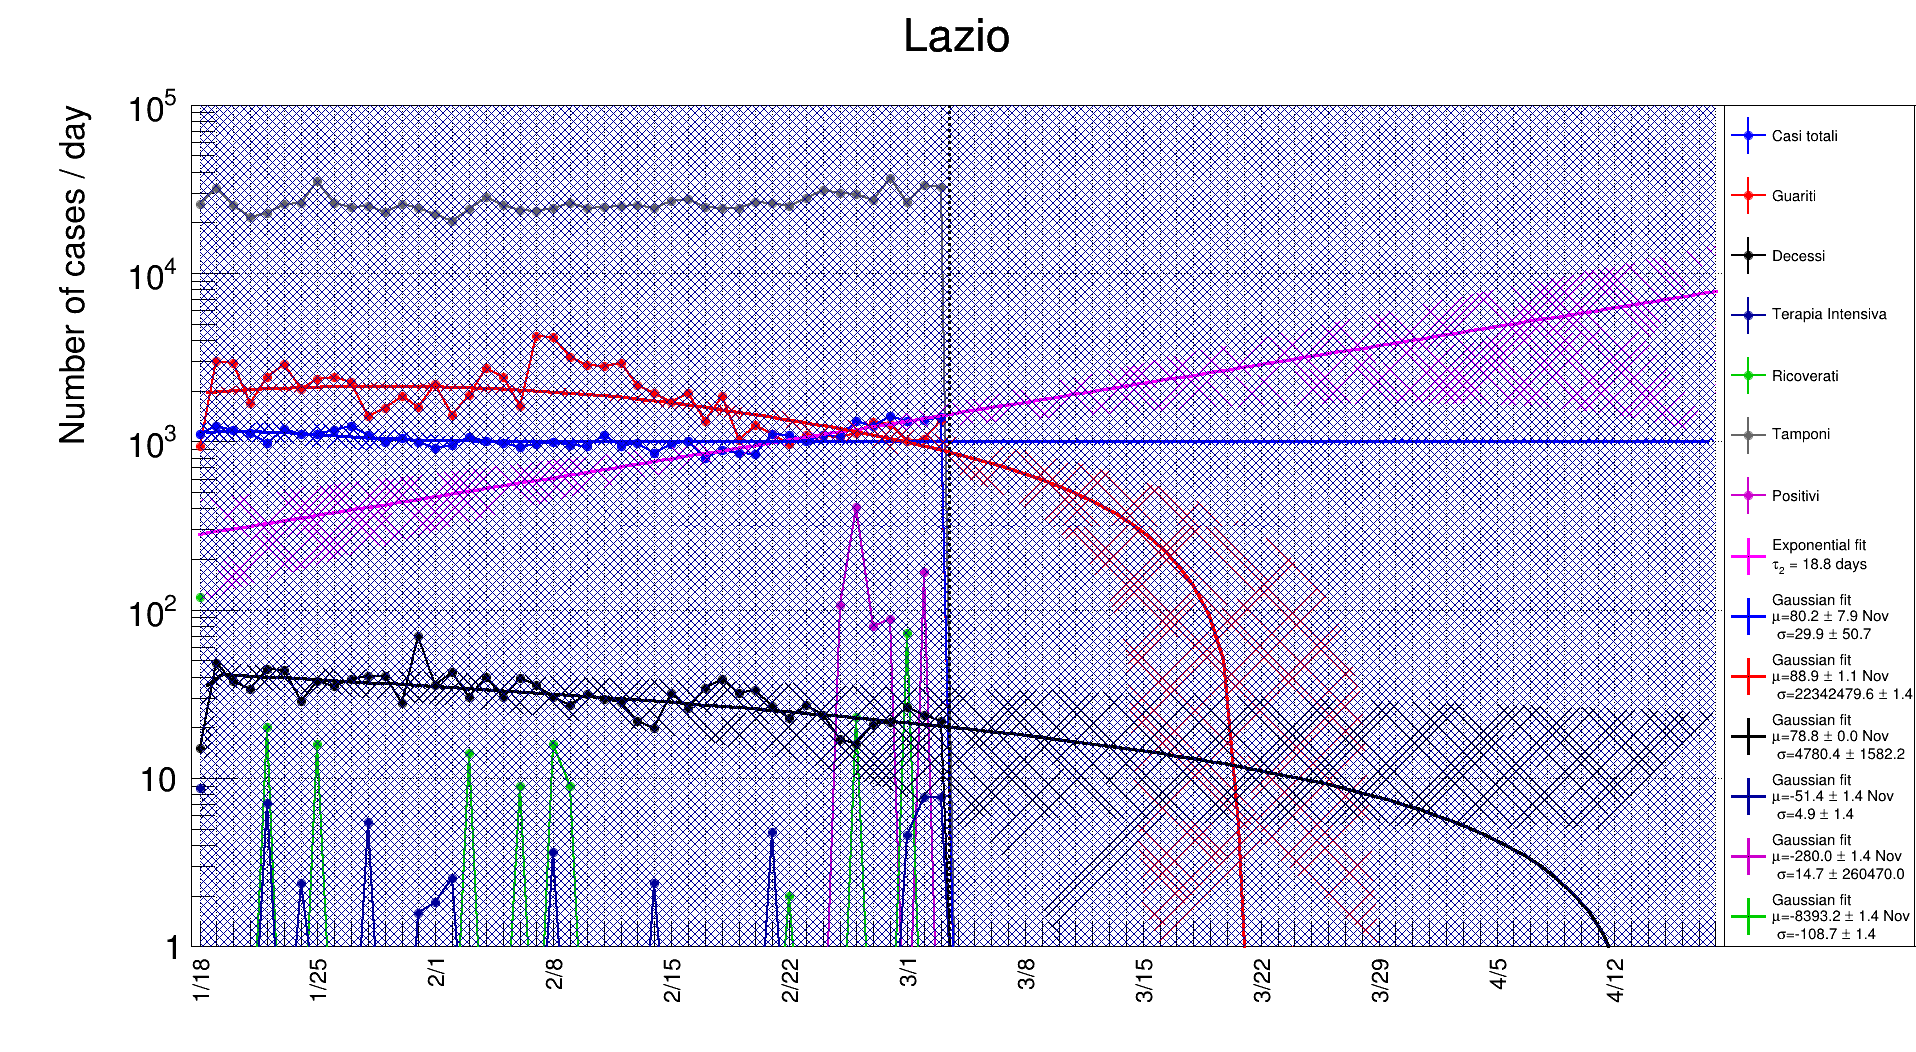 Lazio
Number of cases / day
10^5
10^4
10^3
10^2
10
1
1/18
1/25
2/1
2/8
2/15
2/22
3/1
3/8
3/15
3/22
3/29
4/5
4/12
Casi totali
Guariti
Decessi
Terapia Intensiva
Ricoverati
Tamponi
Positivi
Exponential fit
τ₂ = 18.8 days
Gaussian fit
μ=80.2 ± 7.9 Nov
σ=29.9 ± 50.7
Gaussian fit
μ=88.9 ± 1.1 Nov
σ=22342479.6 ± 1.4
Gaussian fit
μ=78.8 ± 0.0 Nov
σ=4780.4 ± 1582.2
Gaussian fit
μ=-51.4 ± 1.4 Nov
σ=4.9 ± 1.4
Gaussian fit
μ=-280.0 ± 1.4 Nov
σ=14.7 ± 260470.0
Gaussian fit
μ=-8393.2 ± 1.4 Nov
σ=-108.7 ± 1.4